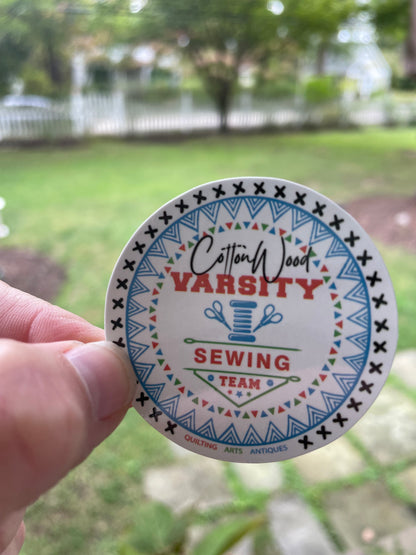 CottonWood
VARSITY
SEWING
TEAM
QUILTING ARTS ANTIQUES